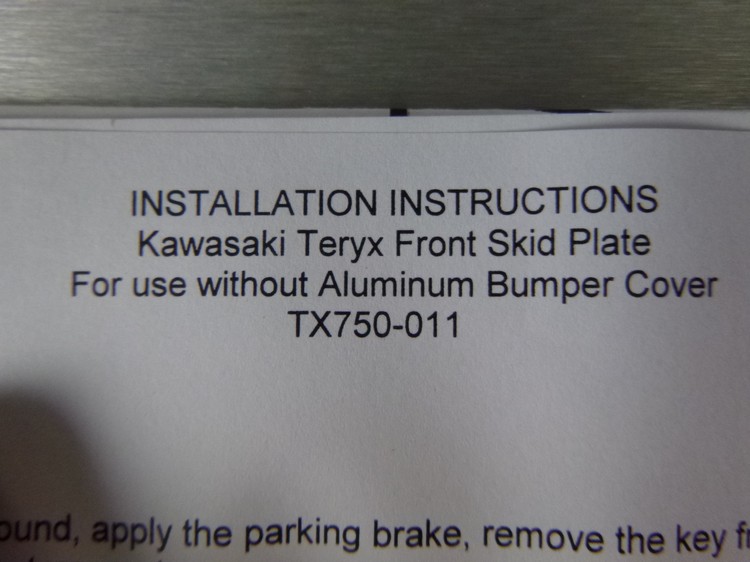 INSTALLATION INSTRUCTIONS
Kawasaki Teryx Front Skid Plate
For use without Aluminum Bumper Cover
TX750-011
ound, apply the parking brake, remove the key f